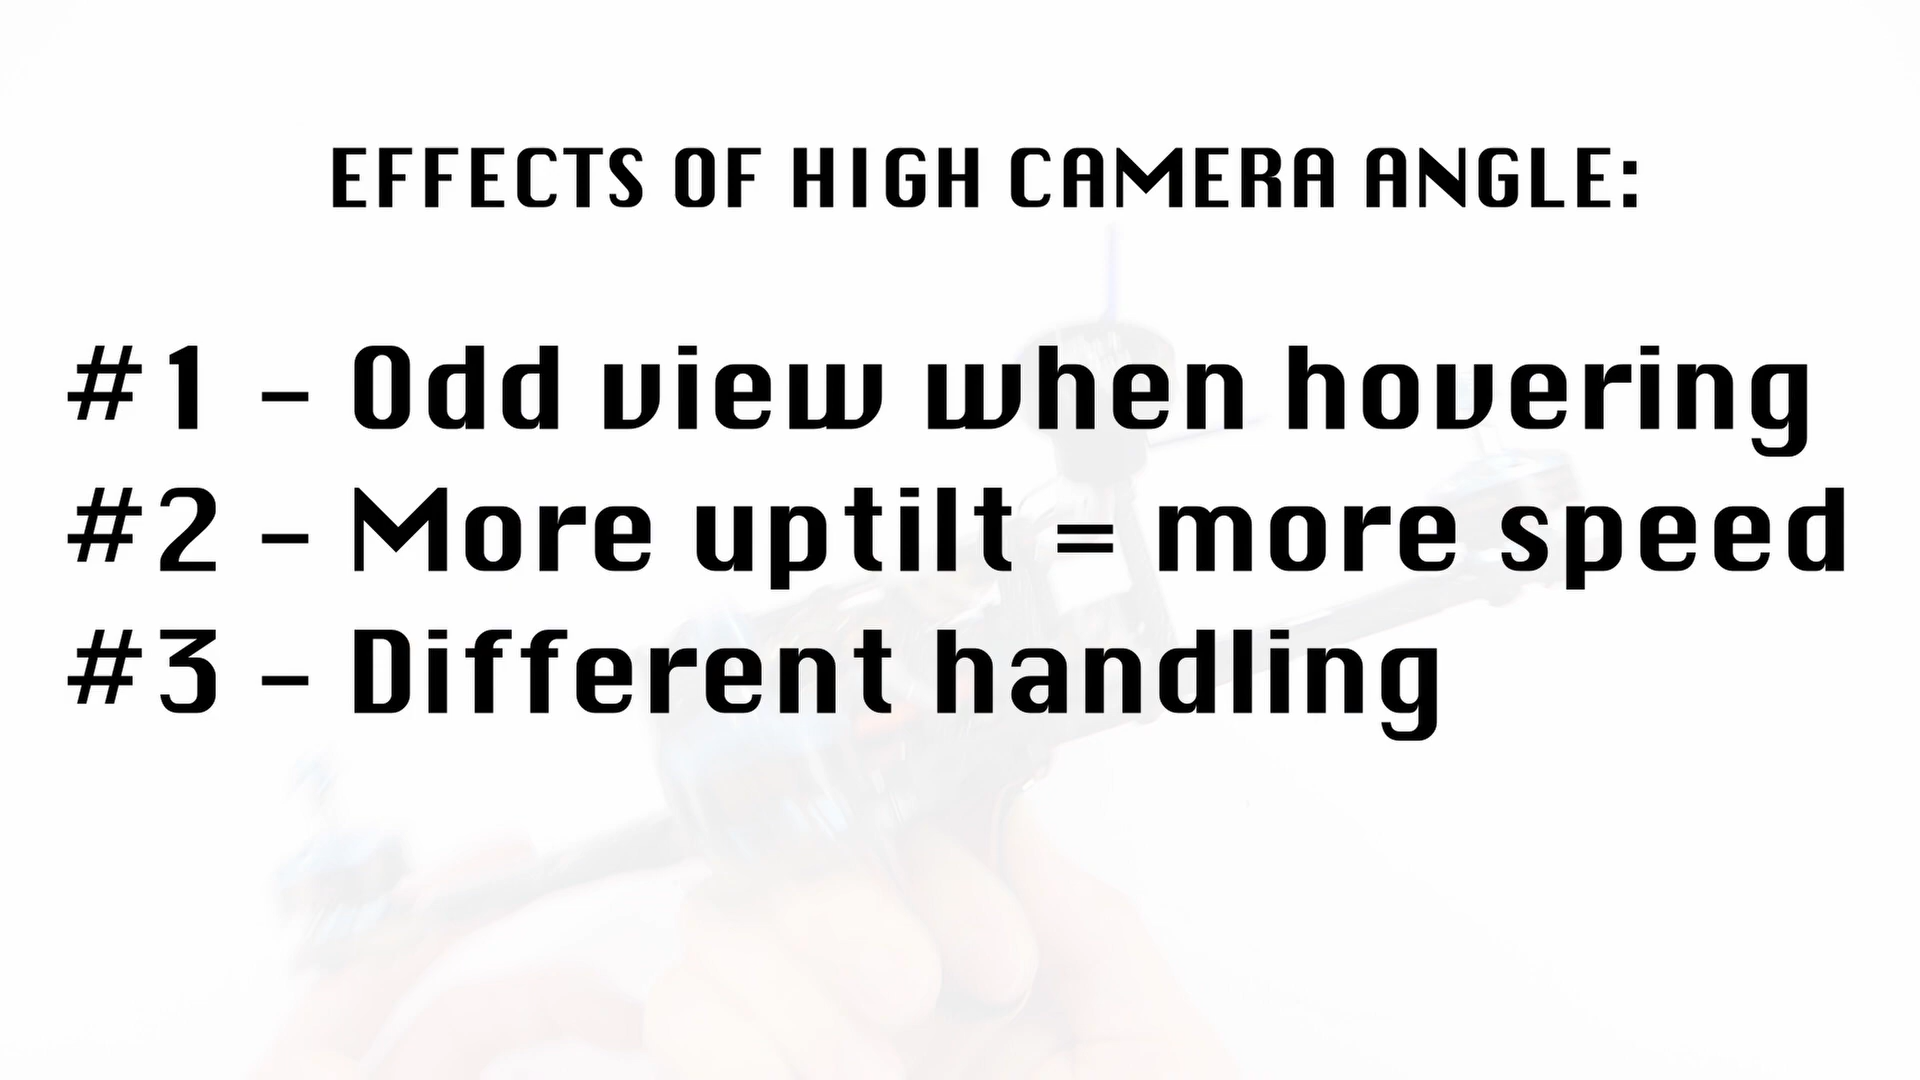 EFFECTS OF HIGH CAMERA ANGLE:
#1 – Odd view when hovering
#2 – More uptilt = more speed
#3 – Different handling